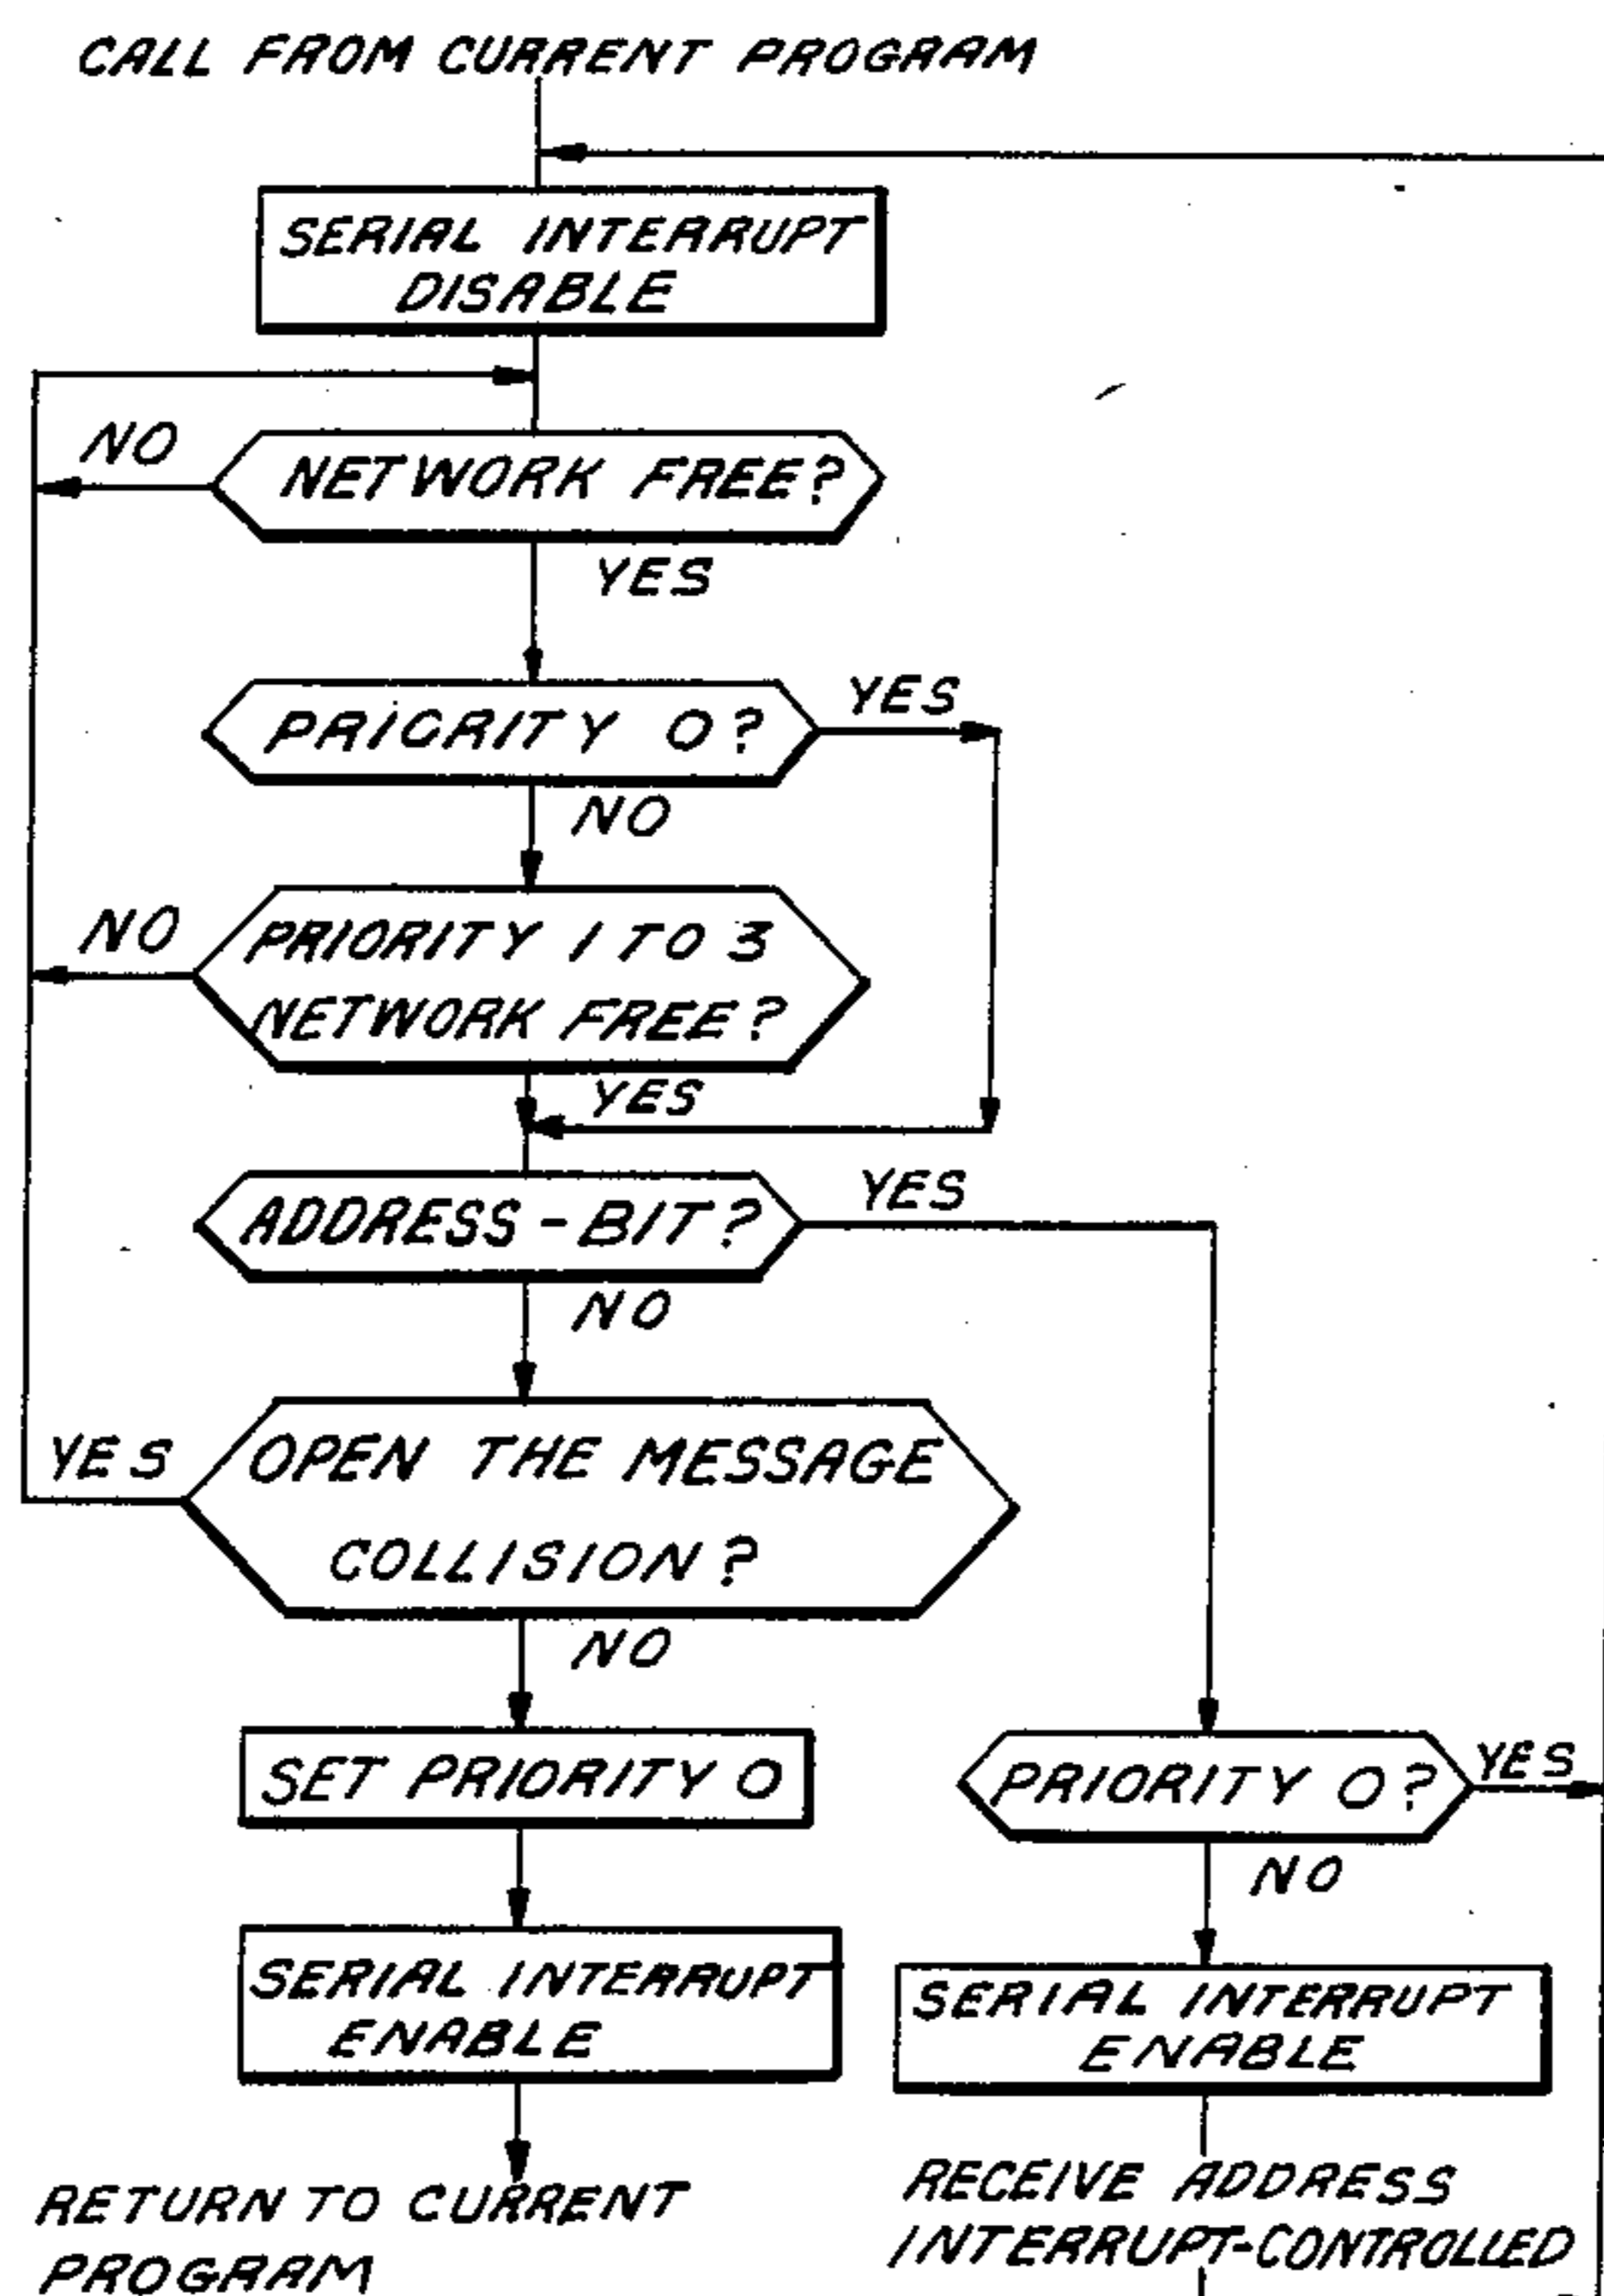 CALL FROM CURRENT PROGRAM
SERIAL INTERRUPT
DISABLE
NO
NETWORK FREE?
YES
PRIORITY 0?
YES
NO
NO
PRIORITY 1 TO 3
NETWORK FREE?
YES
ADDRESS-BIT?
YES
NO
YES
OPEN THE MESSAGE
COLLISION?
NO
SET PRIORITY 0
PRIORITY 0?
YES
NO
SERIAL INTERRUPT
ENABLE
SERIAL INTERRUPT
ENABLE
RETURN TO CURRENT
PROGRAM
RECEIVE ADDRESS
INTERRUPT-CONTROLLED